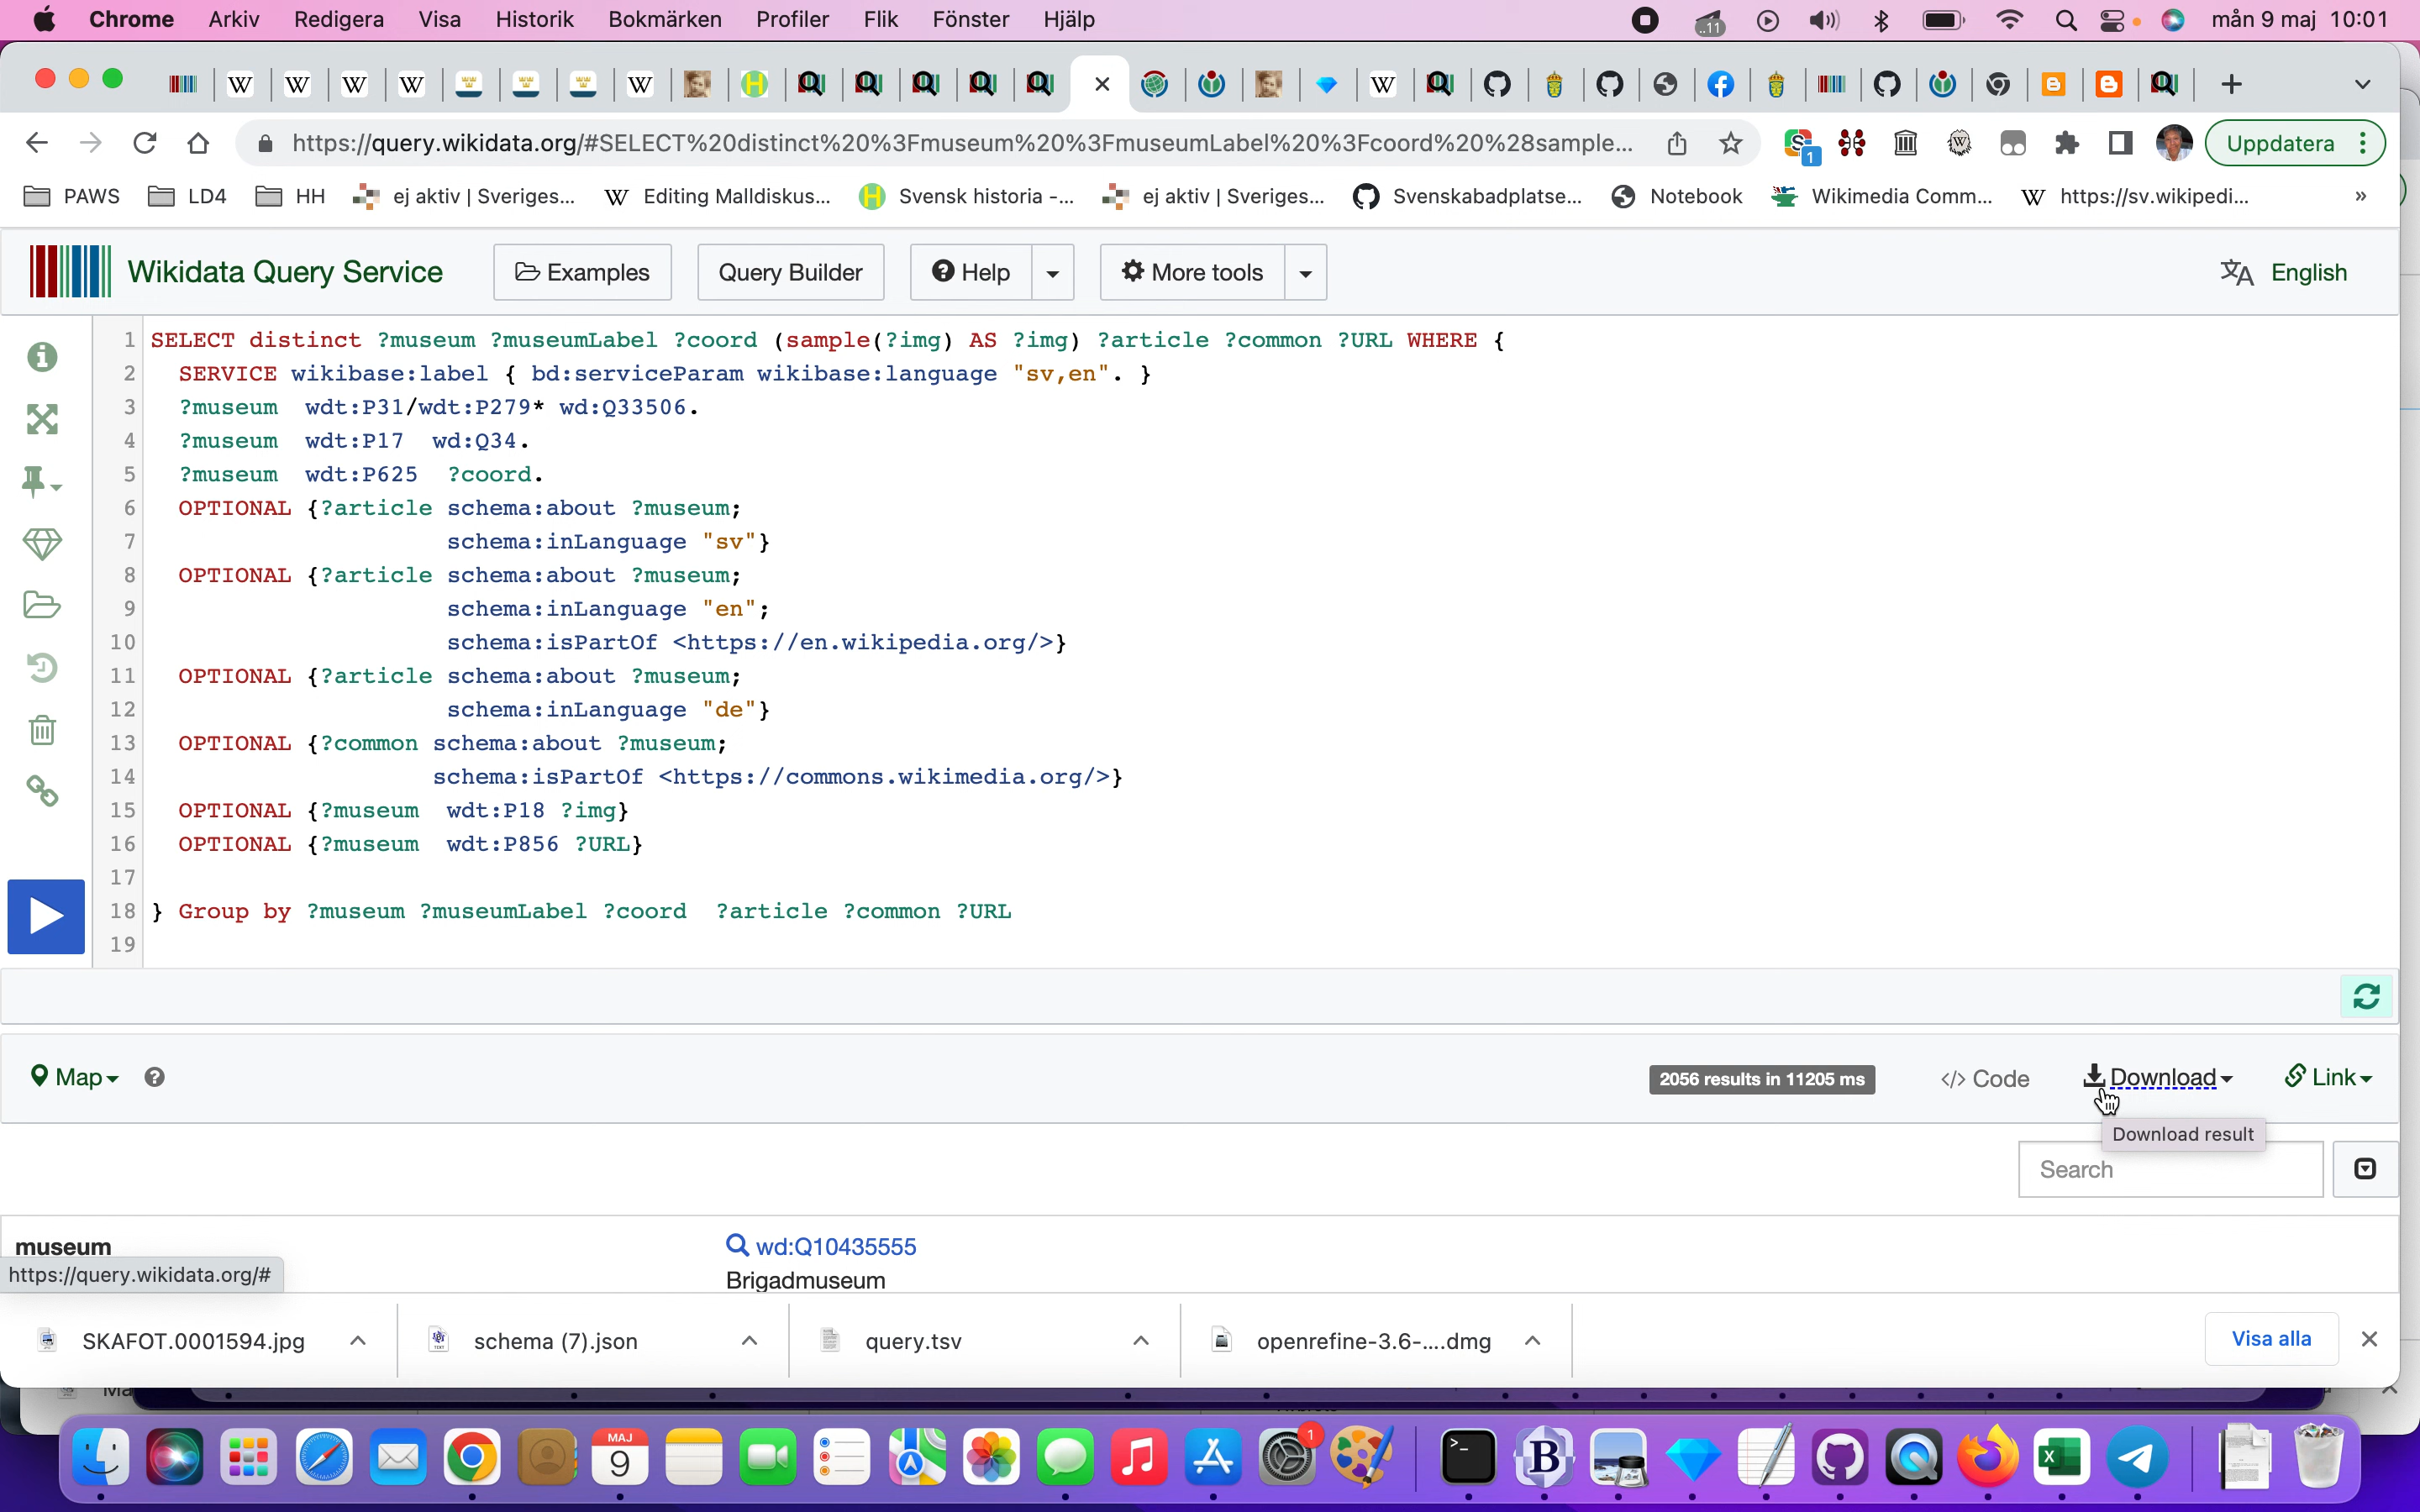 Chrome Arkiv Redigera Visa Historik Bokmärken Profiler Flik Fönster Hjälp ..11 mån 9 maj 10:01
https://query.wikidata.org/#SELECT%20distinct%20%3Fmuseum%20%3FmuseumLabel%20%3Fcoord%20%28sample... 1 Uppdatera
PAWS LD4 HH ej aktiv | Sveriges... Editing Malldiskus... Svensk historia -... ej aktiv | Sveriges... Svenskabadplatse... Notebook Wikimedia Comm... https://sv.wikipedi... »
Wikidata Query Service Examples Query Builder Help More tools English
1 SELECT distinct ?museum ?museumLabel ?coord (sample(?img) AS ?img) ?article ?common ?URL WHERE {
2 SERVICE wikibase:label { bd:serviceParam wikibase:language "sv,en". }
3 ?museum wdt:P31/wdt:P279* wd:Q33506.
4 ?museum wdt:P17 wd:Q34.
5 ?museum wdt:P625 ?coord.
6 OPTIONAL {?article schema:about ?museum;
7 schema:inLanguage "sv"}
8 OPTIONAL {?article schema:about ?museum;
9 schema:inLanguage "en";
10 schema:isPartOf <https://en.wikipedia.org/>}
11 OPTIONAL {?article schema:about ?museum;
12 schema:inLanguage "de"}
13 OPTIONAL {?common schema:about ?museum;
14 schema:isPartOf <https://commons.wikimedia.org/>}
15 OPTIONAL {?museum wdt:P18 ?img}
16 OPTIONAL {?museum wdt:P856 ?URL}
17
18 } Group by ?museum ?museumLabel ?coord ?article ?common ?URL
19
Map 2056 results in 11205 ms </> Code Download Link
Download result
Search
museum wd:Q10435555
https://query.wikidata.org/# Brigadmuseum
SKAFOT.0001594.jpg schema (7).json query.tsv openrefine-3.6-....dmg Visa alla
MAJ 9 1